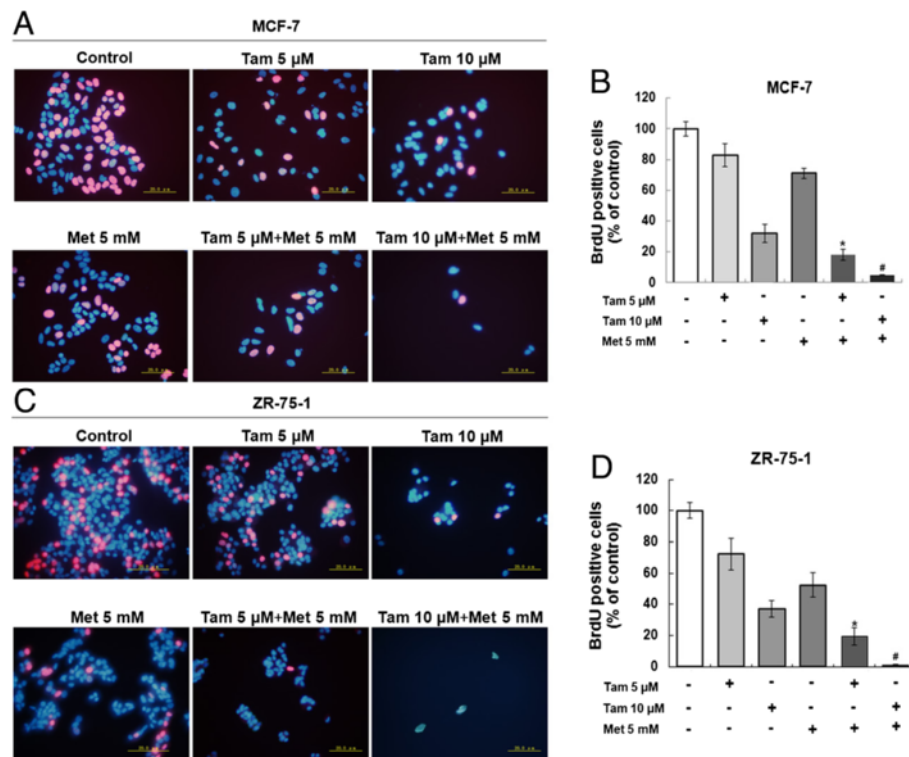 A
MCF-7
Control
Tam 5 µM
Tam 10 µM
Met 5 mM
Tam 5 µM+Met 5 mM
Tam 10 µM+Met 5 mM
B
MCF-7
BrdU positive cells
(% of control)
120
100
80
60
40
20
0
*
#
Tam 5 µM - + - - + -
Tam 10 µM - - + - - +
Met 5 mM - - - + + +
C
ZR-75-1
Control
Tam 5 µM
Tam 10 µM
Met 5 mM
Tam 5 µM+Met 5 mM
Tam 10 µM+Met 5 mM
D
ZR-75-1
BrdU positive cells
(% of control)
120
100
80
60
40
20
0
*
#
Tam 5 µM - + - - + -
Tam 10 µM - - + - - +
Met 5 mM - - - + + +